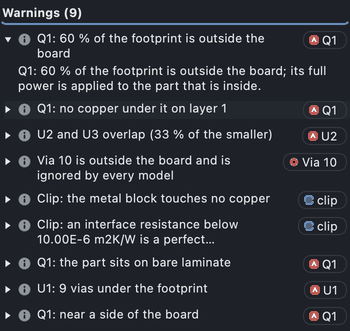 Warnings (9)
Q1: 60 % of the footprint is outside the
board
Q1
Q1: 60 % of the footprint is outside the board; its full
power is applied to the part that is inside.
Q1: no copper under it on layer 1
Q1
U2 and U3 overlap (33 % of the smaller)
U2
Via 10 is outside the board and is
ignored by every model
Via 10
Clip: the metal block touches no copper
clip
Clip: an interface resistance below
10.00E-6 m2K/W is a perfect...
clip
Q1: the part sits on bare laminate
Q1
U1: 9 vias under the footprint
U1
Q1: near a side of the board
Q1